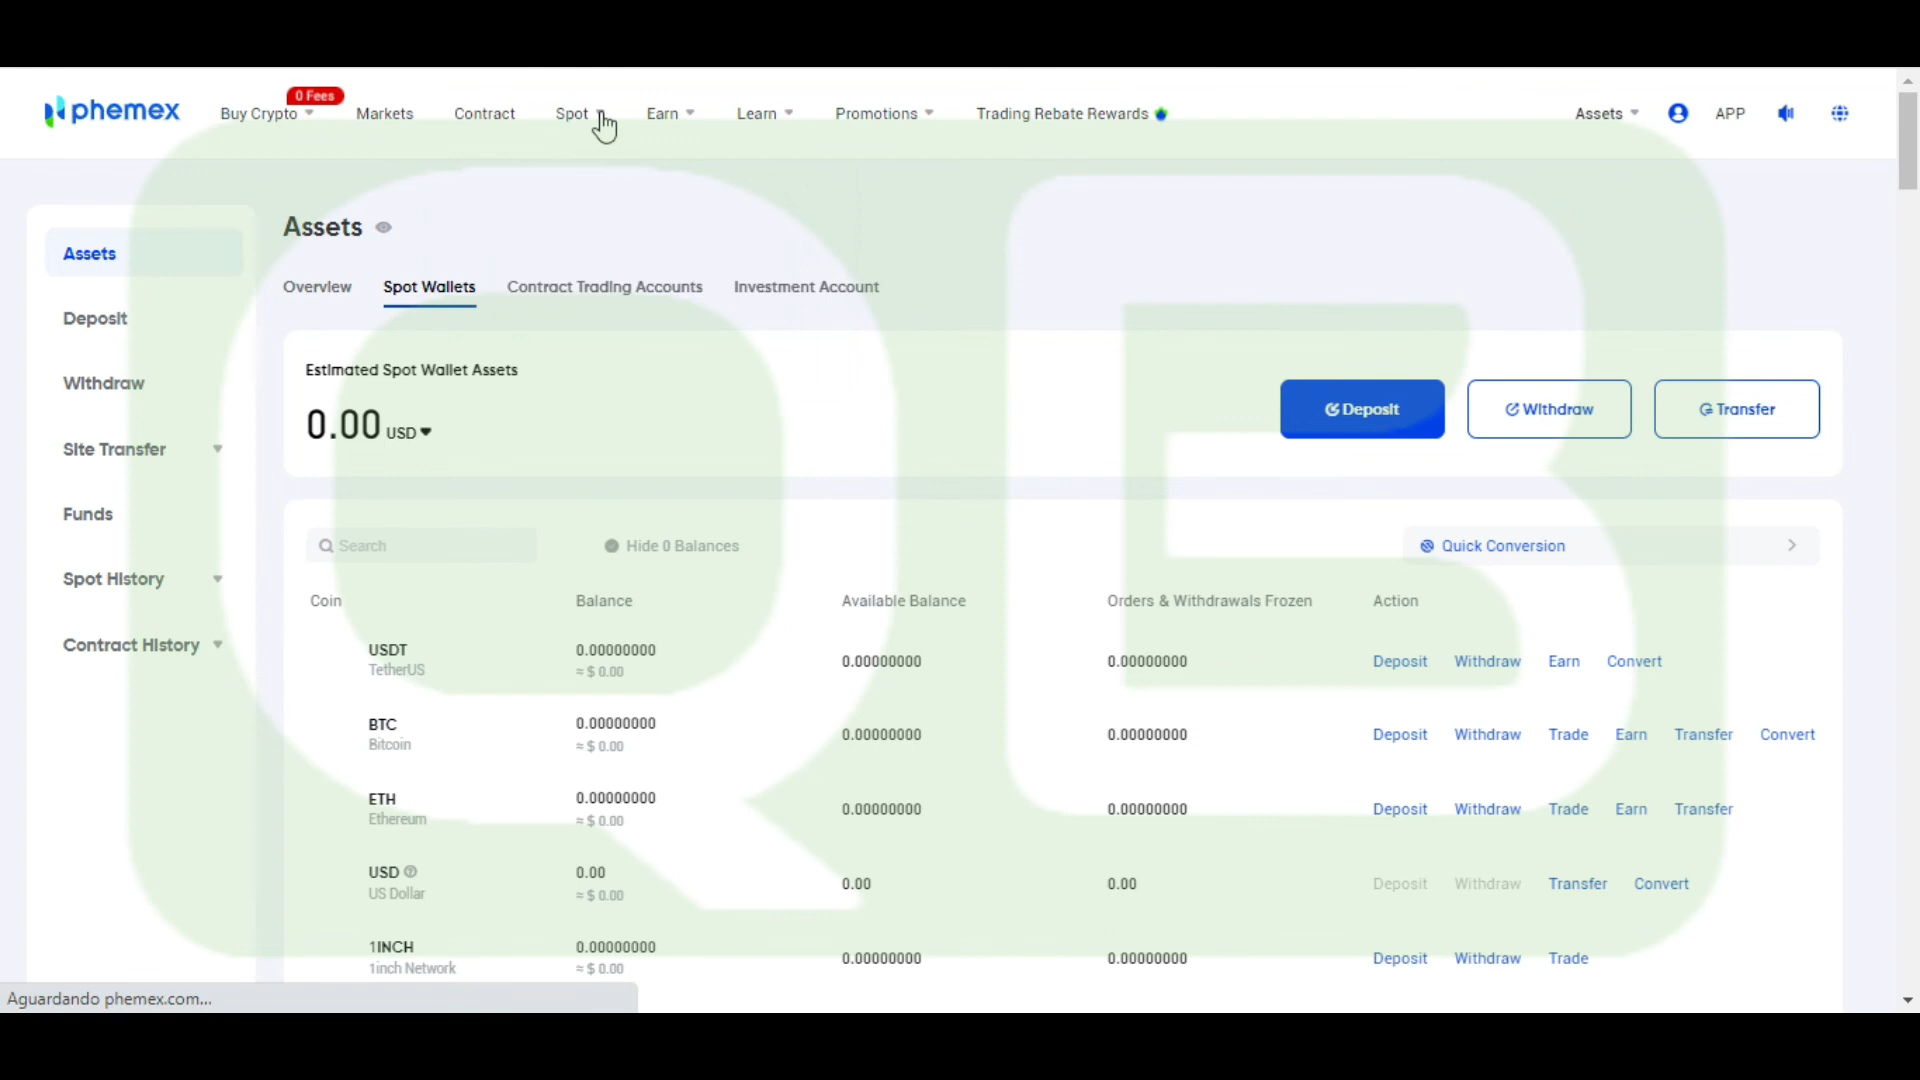 phemex
Buy Crypto
0 Fees
Markets
Contract
Spot
Earn
Learn
Promotions
Trading Rebate Rewards
Assets
APP
Assets
Deposit
Withdraw
Site Transfer
Funds
Spot History
Contract History
Assets
Overview
Spot Wallets
Contract Trading Accounts
Investment Account
Estimated Spot Wallet Assets
0.00 USD
Deposit
Withdraw
Transfer
Search
Hide 0 Balances
Quick Conversion
Coin Balance Available Balance Orders & Withdrawals Frozen Action
USDT 0.00000000
TetherUS ≈ $ 0.00
0.00000000 0.00000000 Deposit Withdraw Earn Convert
BTC 0.00000000
Bitcoin ≈ $ 0.00
0.00000000 0.00000000 Deposit Withdraw Trade Earn Transfer Convert
ETH 0.00000000
Ethereum ≈ $ 0.00
0.00000000 0.00000000 Deposit Withdraw Trade Earn Transfer
USD 0.00
US Dollar ≈ $ 0.00
0.00 0.00 Deposit Withdraw Transfer Convert
1INCH 0.00000000
1inch Network ≈ $ 0.00
0.00000000 0.00000000 Deposit Withdraw Trade
Aguardando phemex.com...
QB